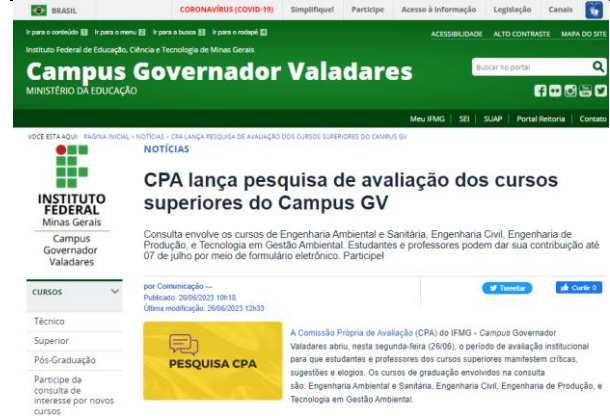 BRASIL
CORONAVÍRUS (COVID-19)
Simplifique!
Participe
Acesso à informação
Legislação
Canais
Ir para o conteúdo 1 Ir para o menu 2 Ir para a busca 3 Ir para o rodapé 4
ACESSIBILIDADE ALTO CONTRASTE MAPA DO SITE
Instituto Federal de Educação, Ciência e Tecnologia de Minas Gerais
Campus Governador Valadares
MINISTÉRIO DA EDUCAÇÃO
Buscar no portal
Meu IFMG | SEI | SUAP | Portal Reitoria | Contato
VOCÊ ESTÁ AQUI: PÁGINA INICIAL > NOTÍCIAS > CPA LANÇA PESQUISA DE AVALIAÇÃO DOS CURSOS SUPERIORES DO CAMPUS GV
INSTITUTO
FEDERAL
Minas Gerais
Campus
Governador
Valadares
CURSOS
Técnico
Superior
Pós-Graduação
Participe da
consulta de
interesse por novos
cursos
NOTÍCIAS
CPA lança pesquisa de avaliação dos cursos
superiores do Campus GV
Consulta envolve os cursos de Engenharia Ambiental e Sanitária, Engenharia Civil, Engenharia de
Produção, e Tecnologia em Gestão Ambiental. Estudantes e professores podem dar sua contribuição até
07 de julho por meio de formulário eletrônico. Participe!
por Comunicação —
Publicado: 26/06/2023 10h18,
Última modificação: 26/06/2023 12h33
Tweetar
Curtir 0
PESQUISA CPA
A Comissão Própria de Avaliação (CPA) do IFMG - Campus Governador
Valadares abriu, nesta segunda-feira (26/06), o período de avaliação institucional
para que estudantes e professores dos cursos superiores manifestem críticas,
sugestões e elogios. Os cursos de graduação envolvidos na consulta
são: Engenharia Ambiental e Sanitária, Engenharia Civil, Engenharia de Produção, e
Tecnologia em Gestão Ambiental.